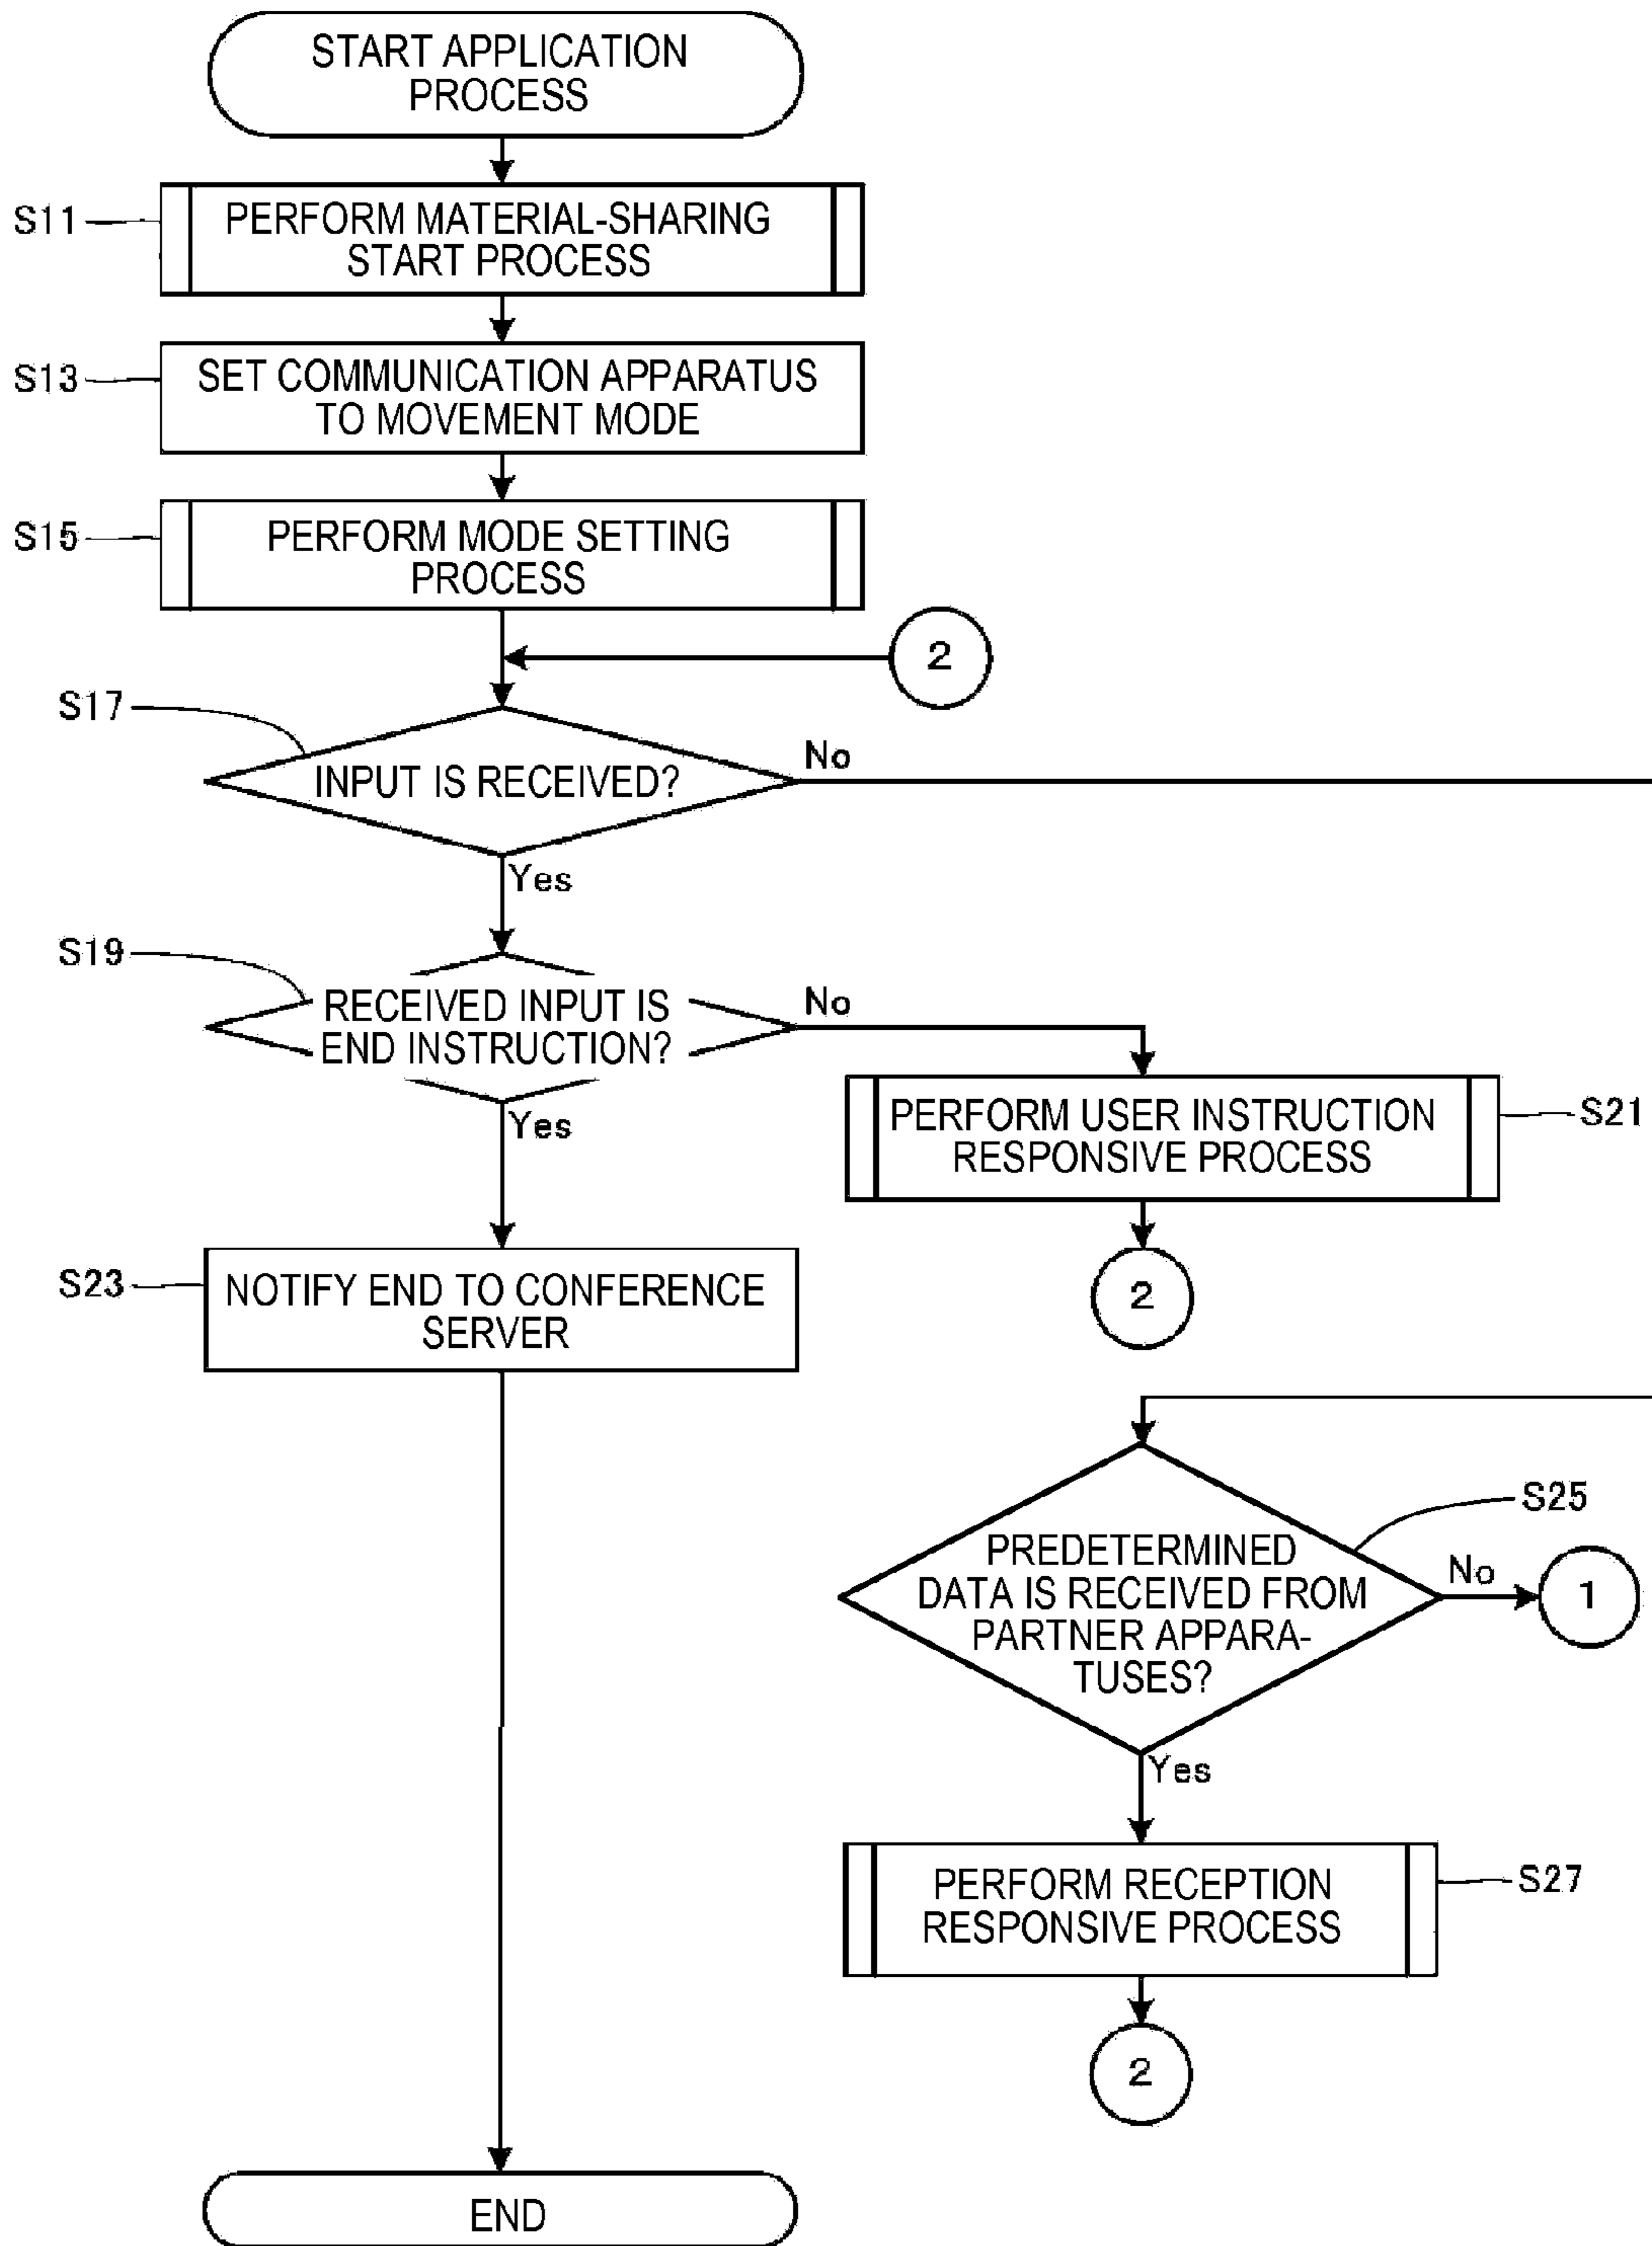 START APPLICATION
PROCESS
S11
PERFORM MATERIAL-SHARING
START PROCESS
S13
SET COMMUNICATION APPARATUS
TO MOVEMENT MODE
S15
PERFORM MODE SETTING
PROCESS
2
S17
INPUT IS RECEIVED?
No
Yes
S19
RECEIVED INPUT IS
END INSTRUCTION?
No
Yes
PERFORM USER INSTRUCTION
RESPONSIVE PROCESS
S21
2
S23
NOTIFY END TO CONFERENCE
SERVER
S25
PREDETERMINED
DATA IS RECEIVED FROM
PARTNER APPARA-
TUSES?
No
1
Yes
PERFORM RECEPTION
RESPONSIVE PROCESS
S27
2
END